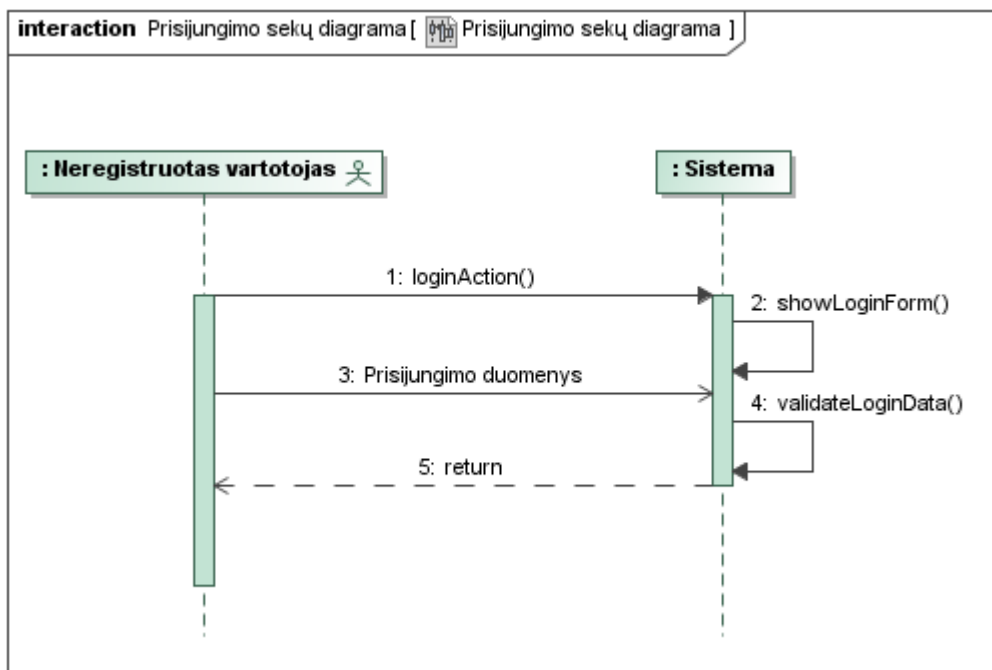 interaction Prisijungimo sekų diagrama [ Prisijungimo sekų diagrama ]
: Neregistruotas vartotojas
: Sistema
1: loginAction()
2: showLoginForm()
3: Prisijungimo duomenys
4: validateLoginData()
5: return